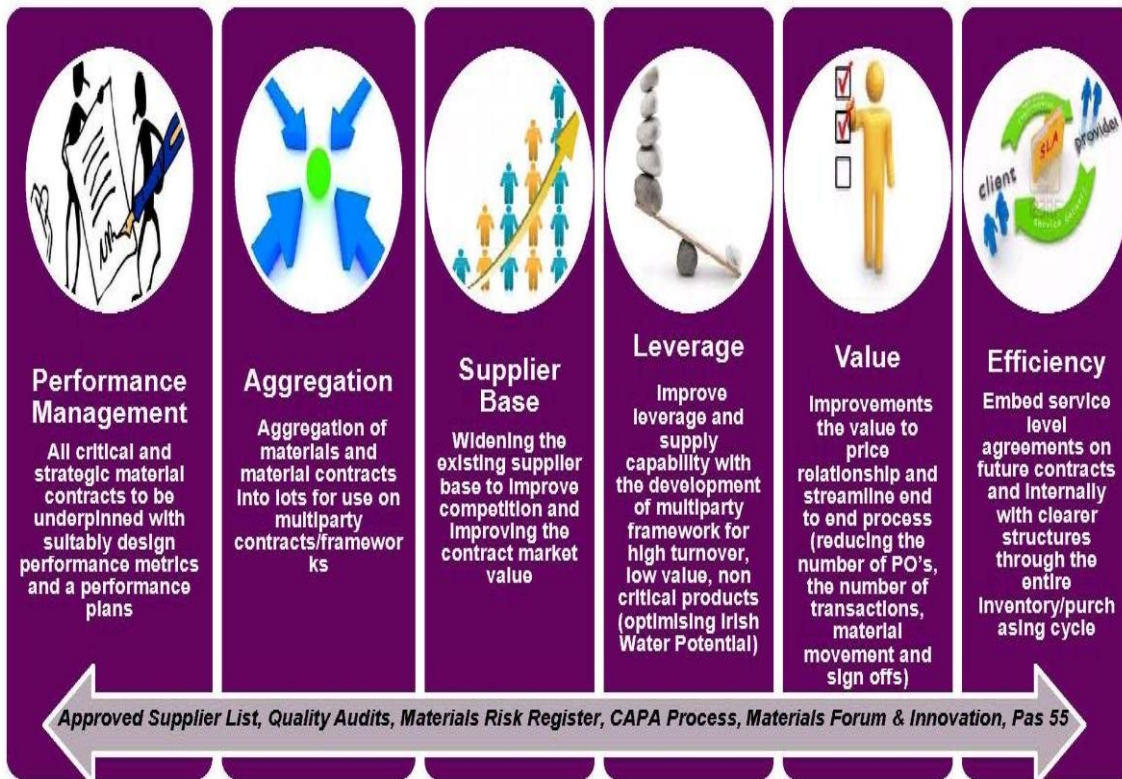 Performance
Management
All critical and
strategic material
contracts to be
underpinned with
suitably design
performance metrics
and a performance
plans
Aggregation
Aggregation of
materials and
material contracts
into lots for use on
multiparty
contracts/framewor
ks
Supplier
Base
Widening the
existing supplier
base to improve
competition and
improving the
contract market
value
Leverage
Improve
leverage and
supply
capability with
the development
of multiparty
framework for
high turnover,
low value, non
critical products
(optimising Irish
Water Potential)
Value
Improvements
the value to
price
relationship and
streamline end
to end process
(reducing the
number of PO's,
the number of
transactions,
material
movement and
sign offs)
client
SLA
provider
service delivery
Efficiency
Embed service
level
agreements on
future contracts
and internally
with clearer
structures
through the
entire
inventory/purch
asing cycle
Approved Supplier List, Quality Audits, Materials Risk Register, CAPA Process, Materials Forum & Innovation, Pas 55